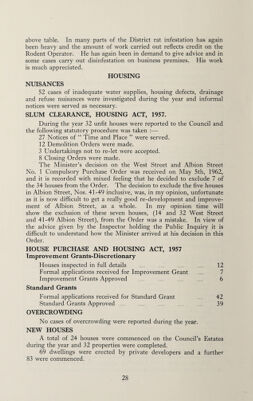 above table. In many parts of the District rat infestation has again
been heavy and the amount of work carried out reflects credit on the
Rodent Operator. He has again been in demand to give advice and in
some cases carry out disinfestation on business premises. His work
is much appreciated.
HOUSING
NUISANCES
52 cases of inadequate water supplies, housing defects, drainage
and refuse nuisances were investigated during the year and informal
notices were served as necessary.
SLUM CLEARANCE, HOUSING ACT, 1957.
During the year 32 unfit houses were reported to the Council and
the following statutory procedure was taken :—
27 Notices of “ Time and Place ” were served.
12 Demolition Orders were made.
3 Undertakings not to re-let were accepted.
8 Closing Orders were made.
The Minister's decision on the West Street and Albion Street
No. 1 Compulsory Purchase Order was received on May 5th, 1962,
and it is recorded with mixed feeling that he decided to exclude 7 of
the 34 houses from the Order. The decision to exclude the five houses
in Albion Street, Nos. 41-49 inclusive, was, in my opinion, unfortunate
as it is now difficult to get a really good re-development and improve-
ment of Albion Street, as a whole. In my opinion time will
show the exclusion of these seven houses, (14 and 32 West Street
and 41-49 Albion Street), from the Order was a mistake. In view of
the advice given by the Inspector holding the Public Inquiry it is
difficult to understand how the Minister arrived at his decision in this
Order.
HOUSE PURCHASE AND HOUSING ACT, 1957
Improvement Grants-Discretionary
Houses inspected in full details ... 12
Formal applications received for Improvement Grant ... 7
Improvement Grants Approved ... 6
Standard Grants
Formal applications received for Standard Grant ... 42
Standard Grants Approved ... 39
OVERCROWDING
No cases of overcrowding were reported during the year.
NEW HOUSES
A total of 24 houses were commenced on the Council's Estates
during the year and 32 properties were completed.
69 dwellings were erected by private developers and a further
83 were commenced.
28